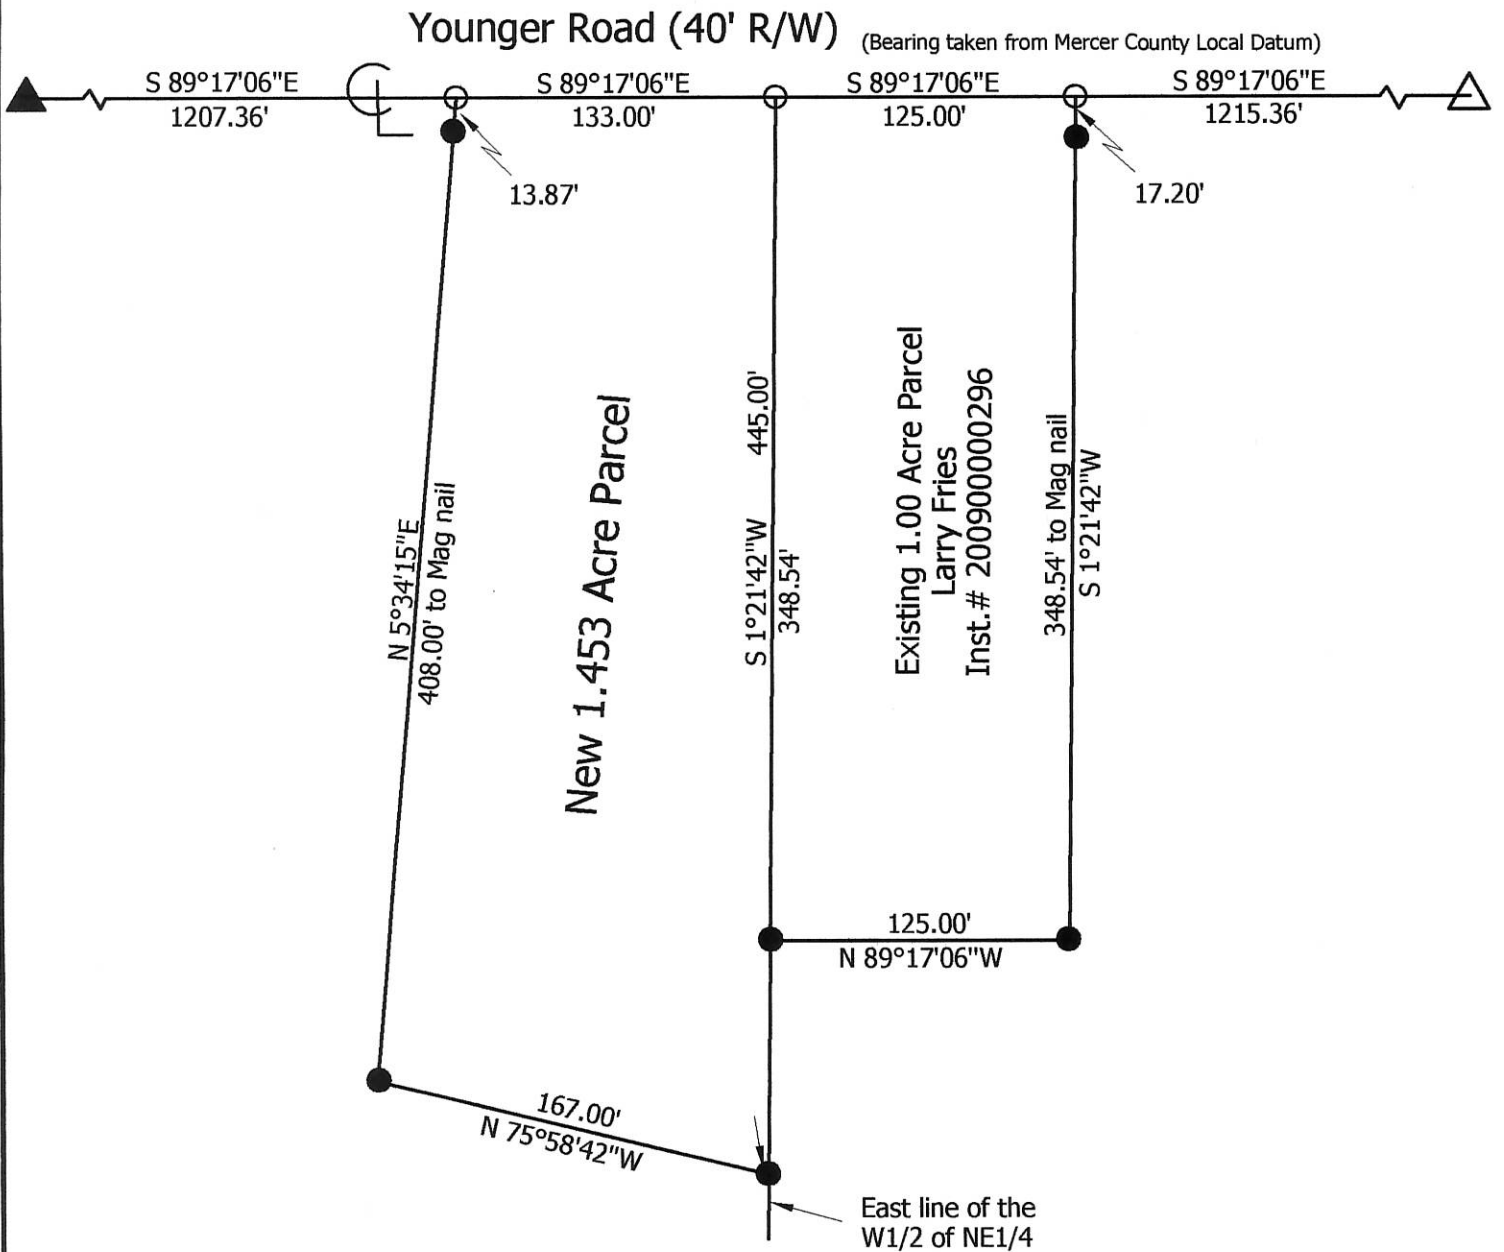 Younger Road (40' R/W)
(Bearing taken from Mercer County Local Datum)
S 89°17'06"E
1207.36'
S 89°17'06"E
133.00'
S 89°17'06"E
125.00'
S 89°17'06"E
1215.36'
13.87'
17.20'
N 5°34'15"E
408.00' to Mag nail
New 1.453 Acre Parcel
445.00'
S 1°21'42"W
348.54'
Existing 1.00 Acre Parcel
Larry Fries
Inst.# 200900000296
348.54' to Mag nail
S 1°21'42"W
125.00'
N 89°17'06"W
167.00'
N 75°58'42"W
East line of the
W1/2 of NE1/4